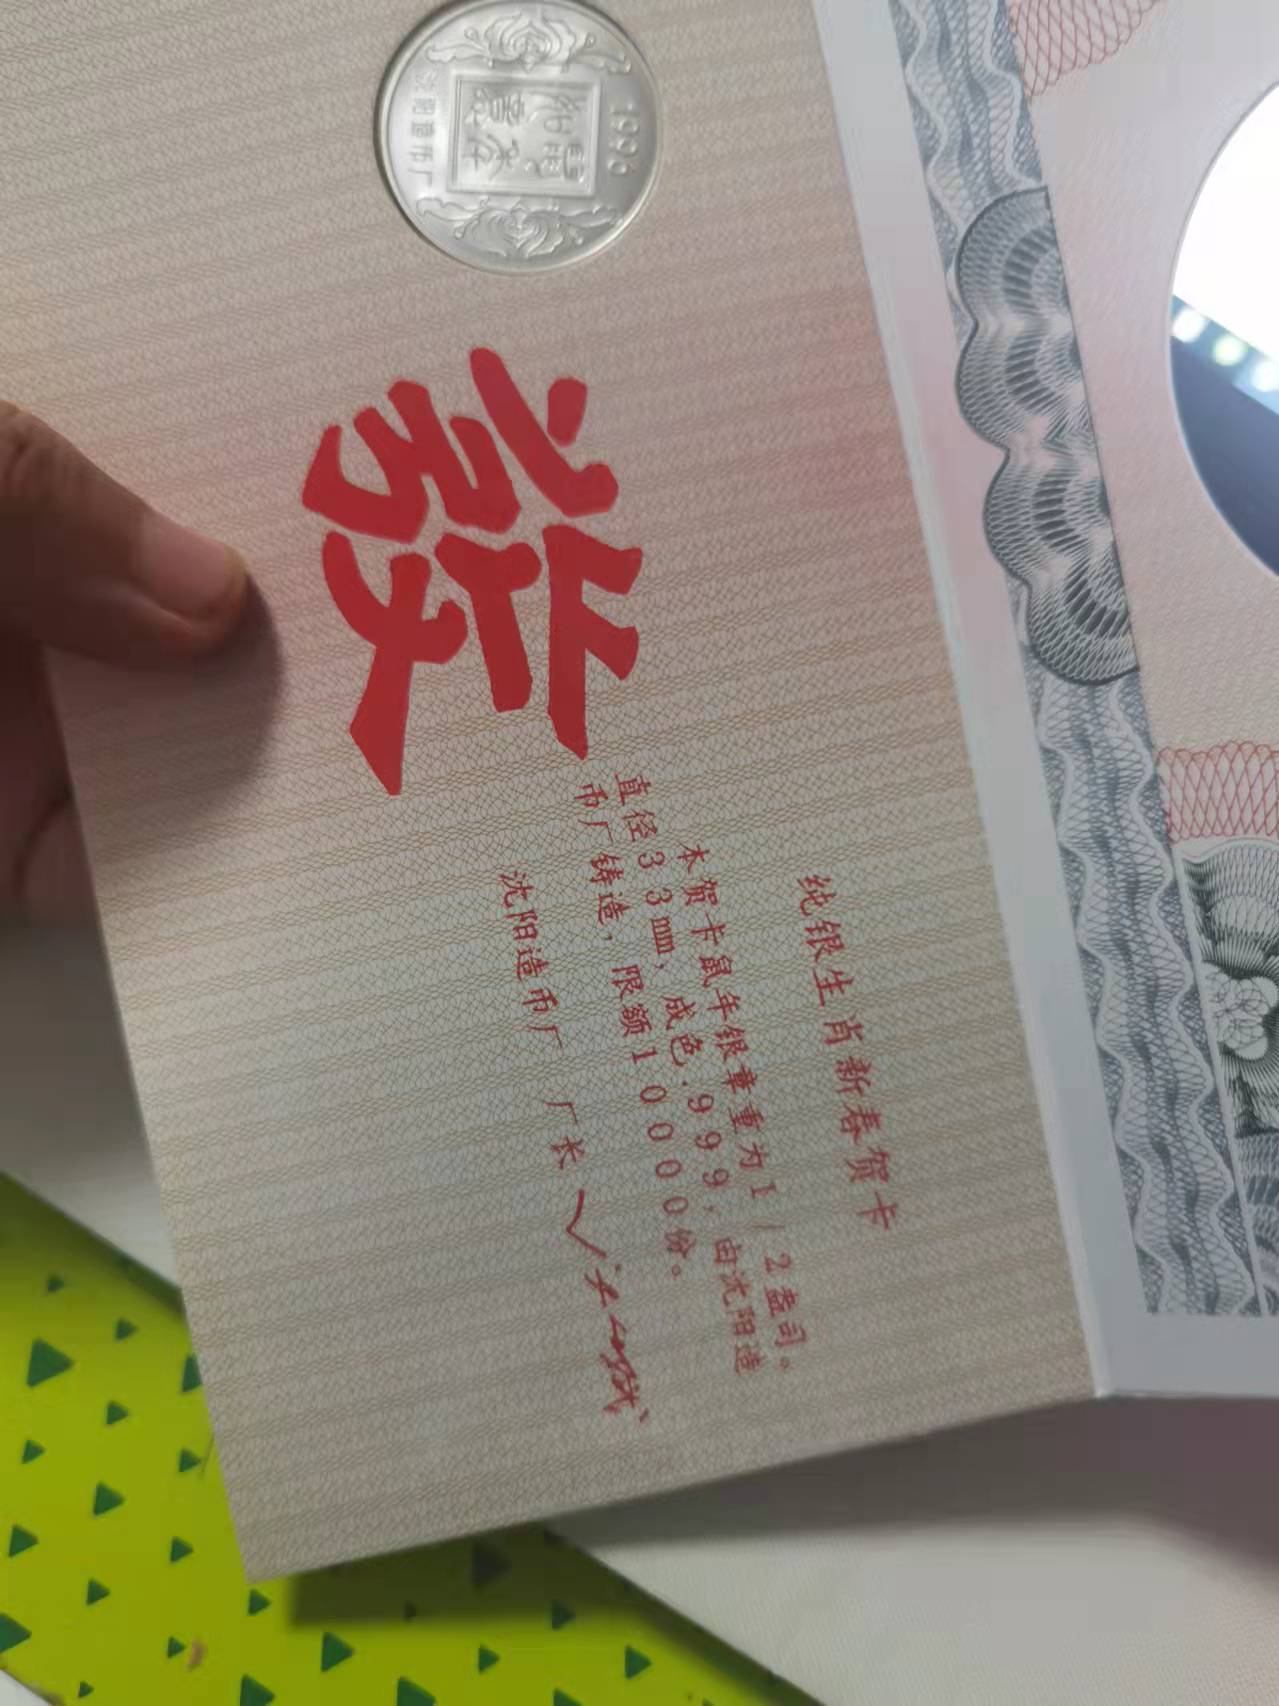 1996
沈阳造币厂
發
纯银生肖新春贺卡
本贺卡鼠年银章重为1/2盎司。
直径33mm，成色.999，由沈阳造
币厂铸造，限额10000份。
沈阳造币厂 厂长